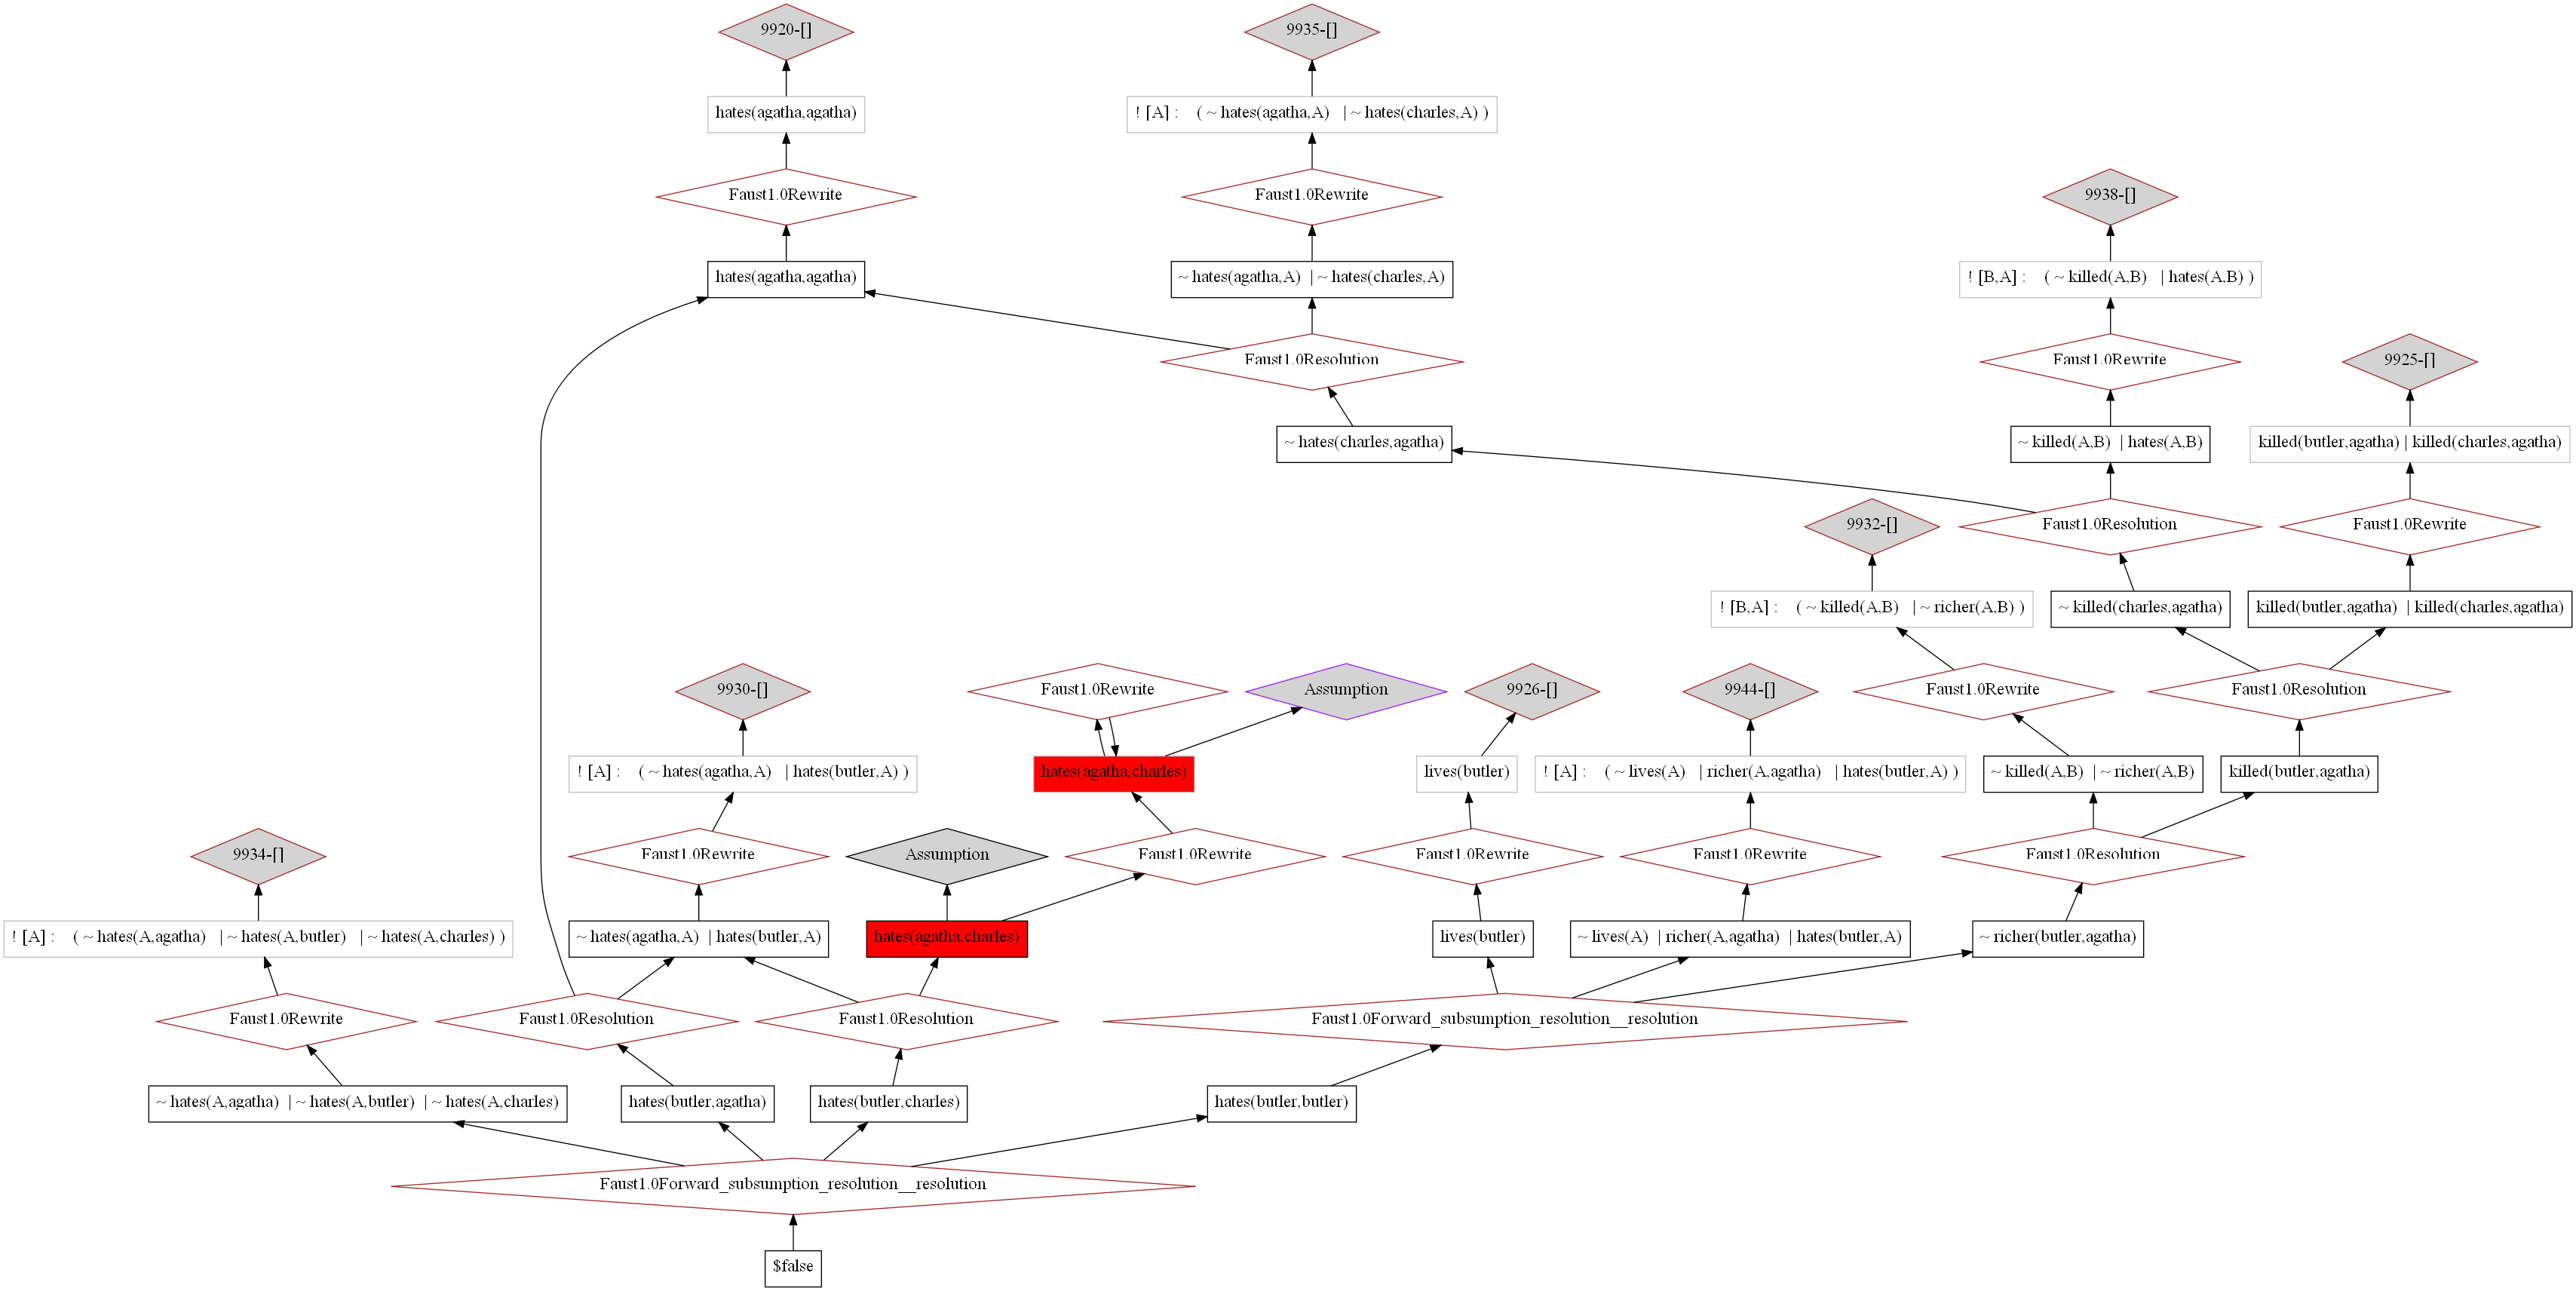 9920-[]
9935-[]
hates(agatha,agatha)
! [A] : ( ~ hates(agatha,A) | ~ hates(charles,A) )
Faust1.0Rewrite
Faust1.0Rewrite
9938-[]
hates(agatha,agatha)
~ hates(agatha,A) | ~ hates(charles,A)
! [B,A] : ( ~ killed(A,B) | hates(A,B) )
Faust1.0Resolution
Faust1.0Rewrite
9925-[]
~ hates(charles,agatha)
~ killed(A,B) | hates(A,B)
killed(butler,agatha) | killed(charles,agatha)
9932-[]
Faust1.0Resolution
Faust1.0Rewrite
! [B,A] : ( ~ killed(A,B) | ~ richer(A,B) )
~ killed(charles,agatha)
killed(butler,agatha) | killed(charles,agatha)
9930-[]
Faust1.0Rewrite
Assumption
9926-[]
9944-[]
Faust1.0Rewrite
Faust1.0Resolution
! [A] : ( ~ hates(agatha,A) | hates(butler,A) )
hates(agatha,charles)
lives(butler)
! [A] : ( ~ lives(A) | richer(A,agatha) | hates(butler,A) )
~ killed(A,B) | ~ richer(A,B)
killed(butler,agatha)
9934-[]
Faust1.0Rewrite
Assumption
Faust1.0Rewrite
Faust1.0Rewrite
Faust1.0Rewrite
Faust1.0Resolution
! [A] : ( ~ hates(A,agatha) | ~ hates(A,butler) | ~ hates(A,charles) )
~ hates(agatha,A) | hates(butler,A)
hates(agatha,charles)
lives(butler)
~ lives(A) | richer(A,agatha) | hates(butler,A)
~ richer(butler,agatha)
Faust1.0Rewrite
Faust1.0Resolution
Faust1.0Resolution
Faust1.0Forward_subsumption_resolution__resolution
~ hates(A,agatha) | ~ hates(A,butler) | ~ hates(A,charles)
hates(butler,agatha)
hates(butler,charles)
hates(butler,butler)
Faust1.0Forward_subsumption_resolution__resolution
$false